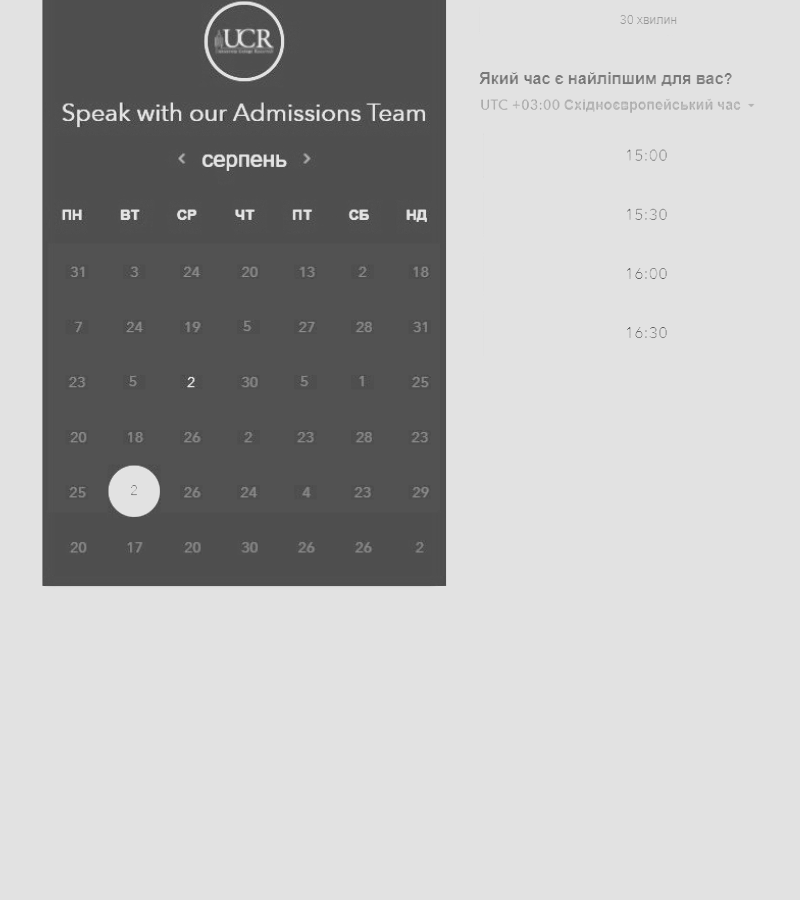 UCR
Speak with our Admissions Team
‹ серпень ›
ПН ВТ СР ЧТ ПТ СБ НД
31 3 24 20 13 2 18
7 24 19 5 27 28 31
23 5 2 30 5 1 25
20 18 26 2 23 28 23
25 2 26 24 4 23 29
20 17 20 30 26 26 2
30 хвилин
Який час є найліпшим для вас?
UTC +03:00 Східноєвропейський час
15:00
15:30
16:00
16:30